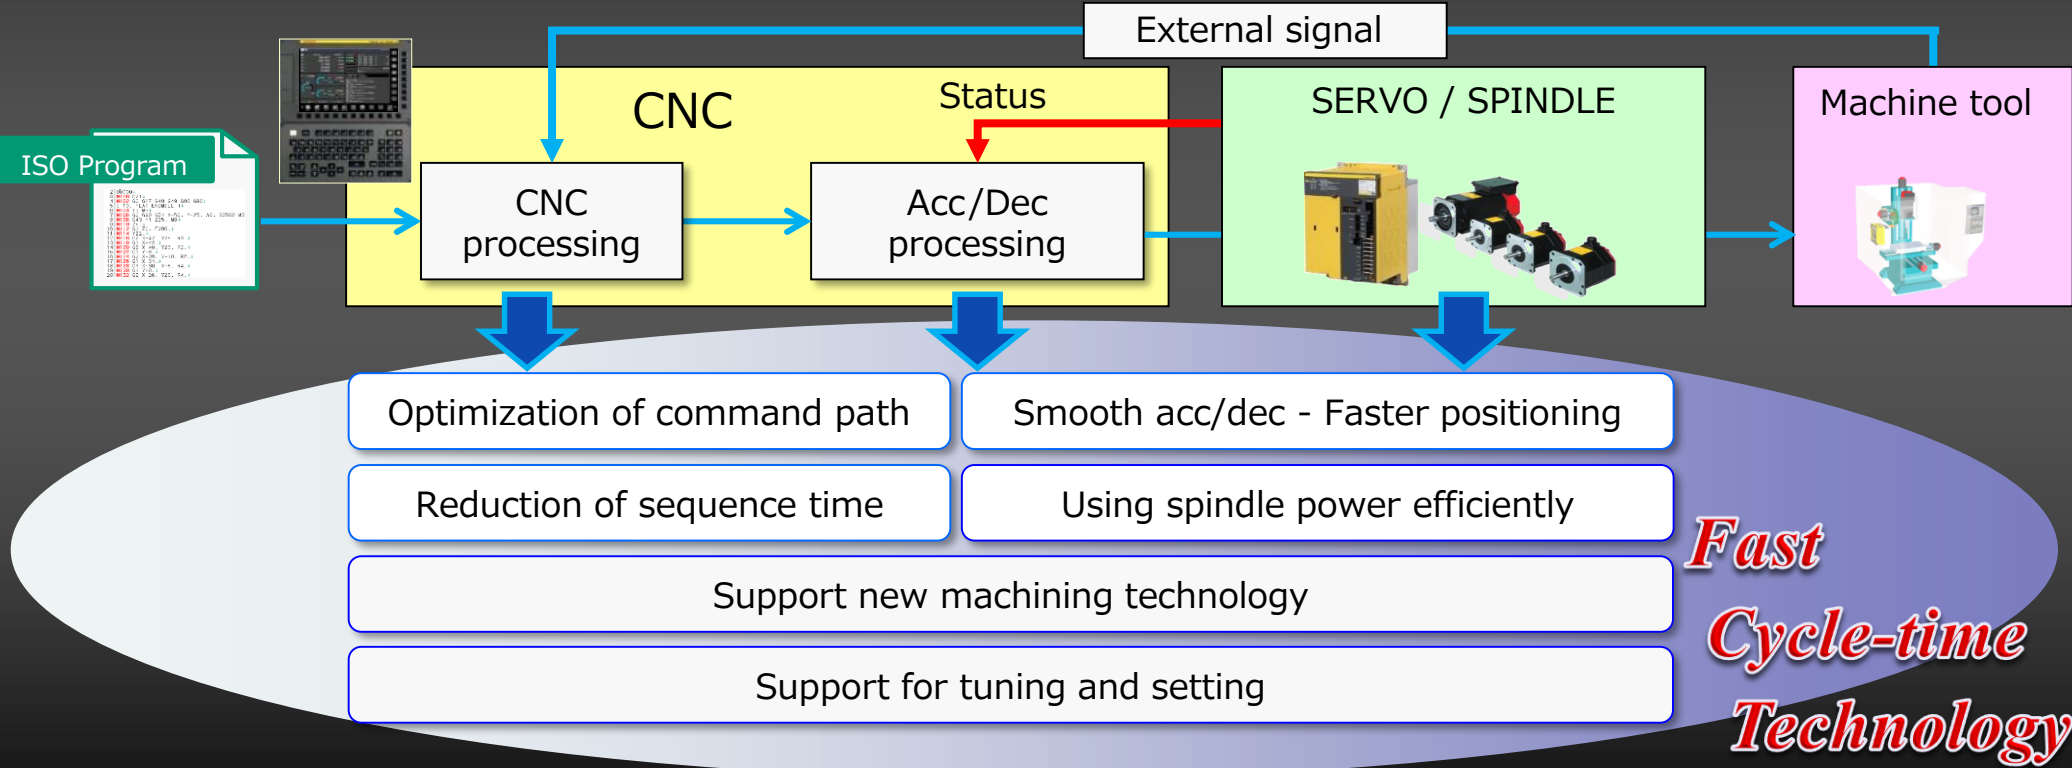 External signal
CNC
Status
SERVO / SPINDLE
Machine tool
ISO Program
CNC
processing
Acc/Dec
processing
Optimization of command path
Smooth acc/dec - Faster positioning
Reduction of sequence time
Using spindle power efficiently
Support new machining technology
Support for tuning and setting
Fast
Cycle-time
Technology